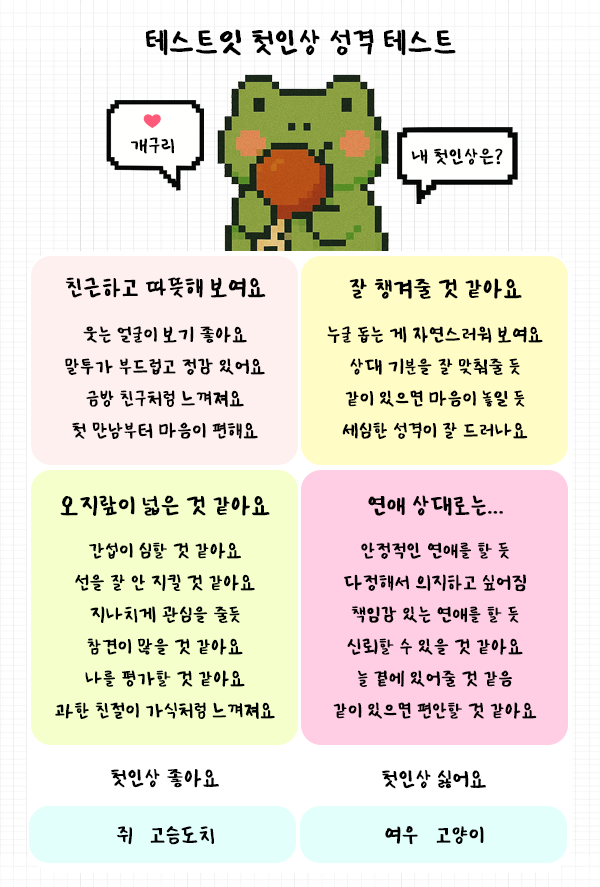 테스트잇 첫인상 성격 테스트
개구리
내 첫인상은?
친근하고 따뜻해 보여요
웃는 얼굴이 보기 좋아요
말투가 부드럽고 정감 있어요
금방 친구처럼 느껴져요
첫 만남부터 마음이 편해요
잘 챙겨줄 것 같아요
누굴 돕는 게 자연스러워 보여요
상대 기분을 잘 맞춰줄 듯
같이 있으면 마음이 놓일 듯
세심한 성격이 잘 드러나요
오지랖이 넓은 것 같아요
간섭이 심할 것 같아요
선을 잘 안 지킬 것 같아요
지나치게 관심을 줄듯
참견이 많을 것 같아요
나를 평가할 것 같아요
과한 친절이 가식처럼 느껴져요
연애 상대로는...
안정적인 연애를 할 듯
다정해서 의지하고 싶어짐
책임감 있는 연애를 할 듯
신뢰할 수 있을 것 같아요
늘 곁에 있어줄 것 같음
같이 있으면 편안할 것 같아요
첫인상 좋아요
첫인상 싫어요
쥐 고슴도치
여우 고양이